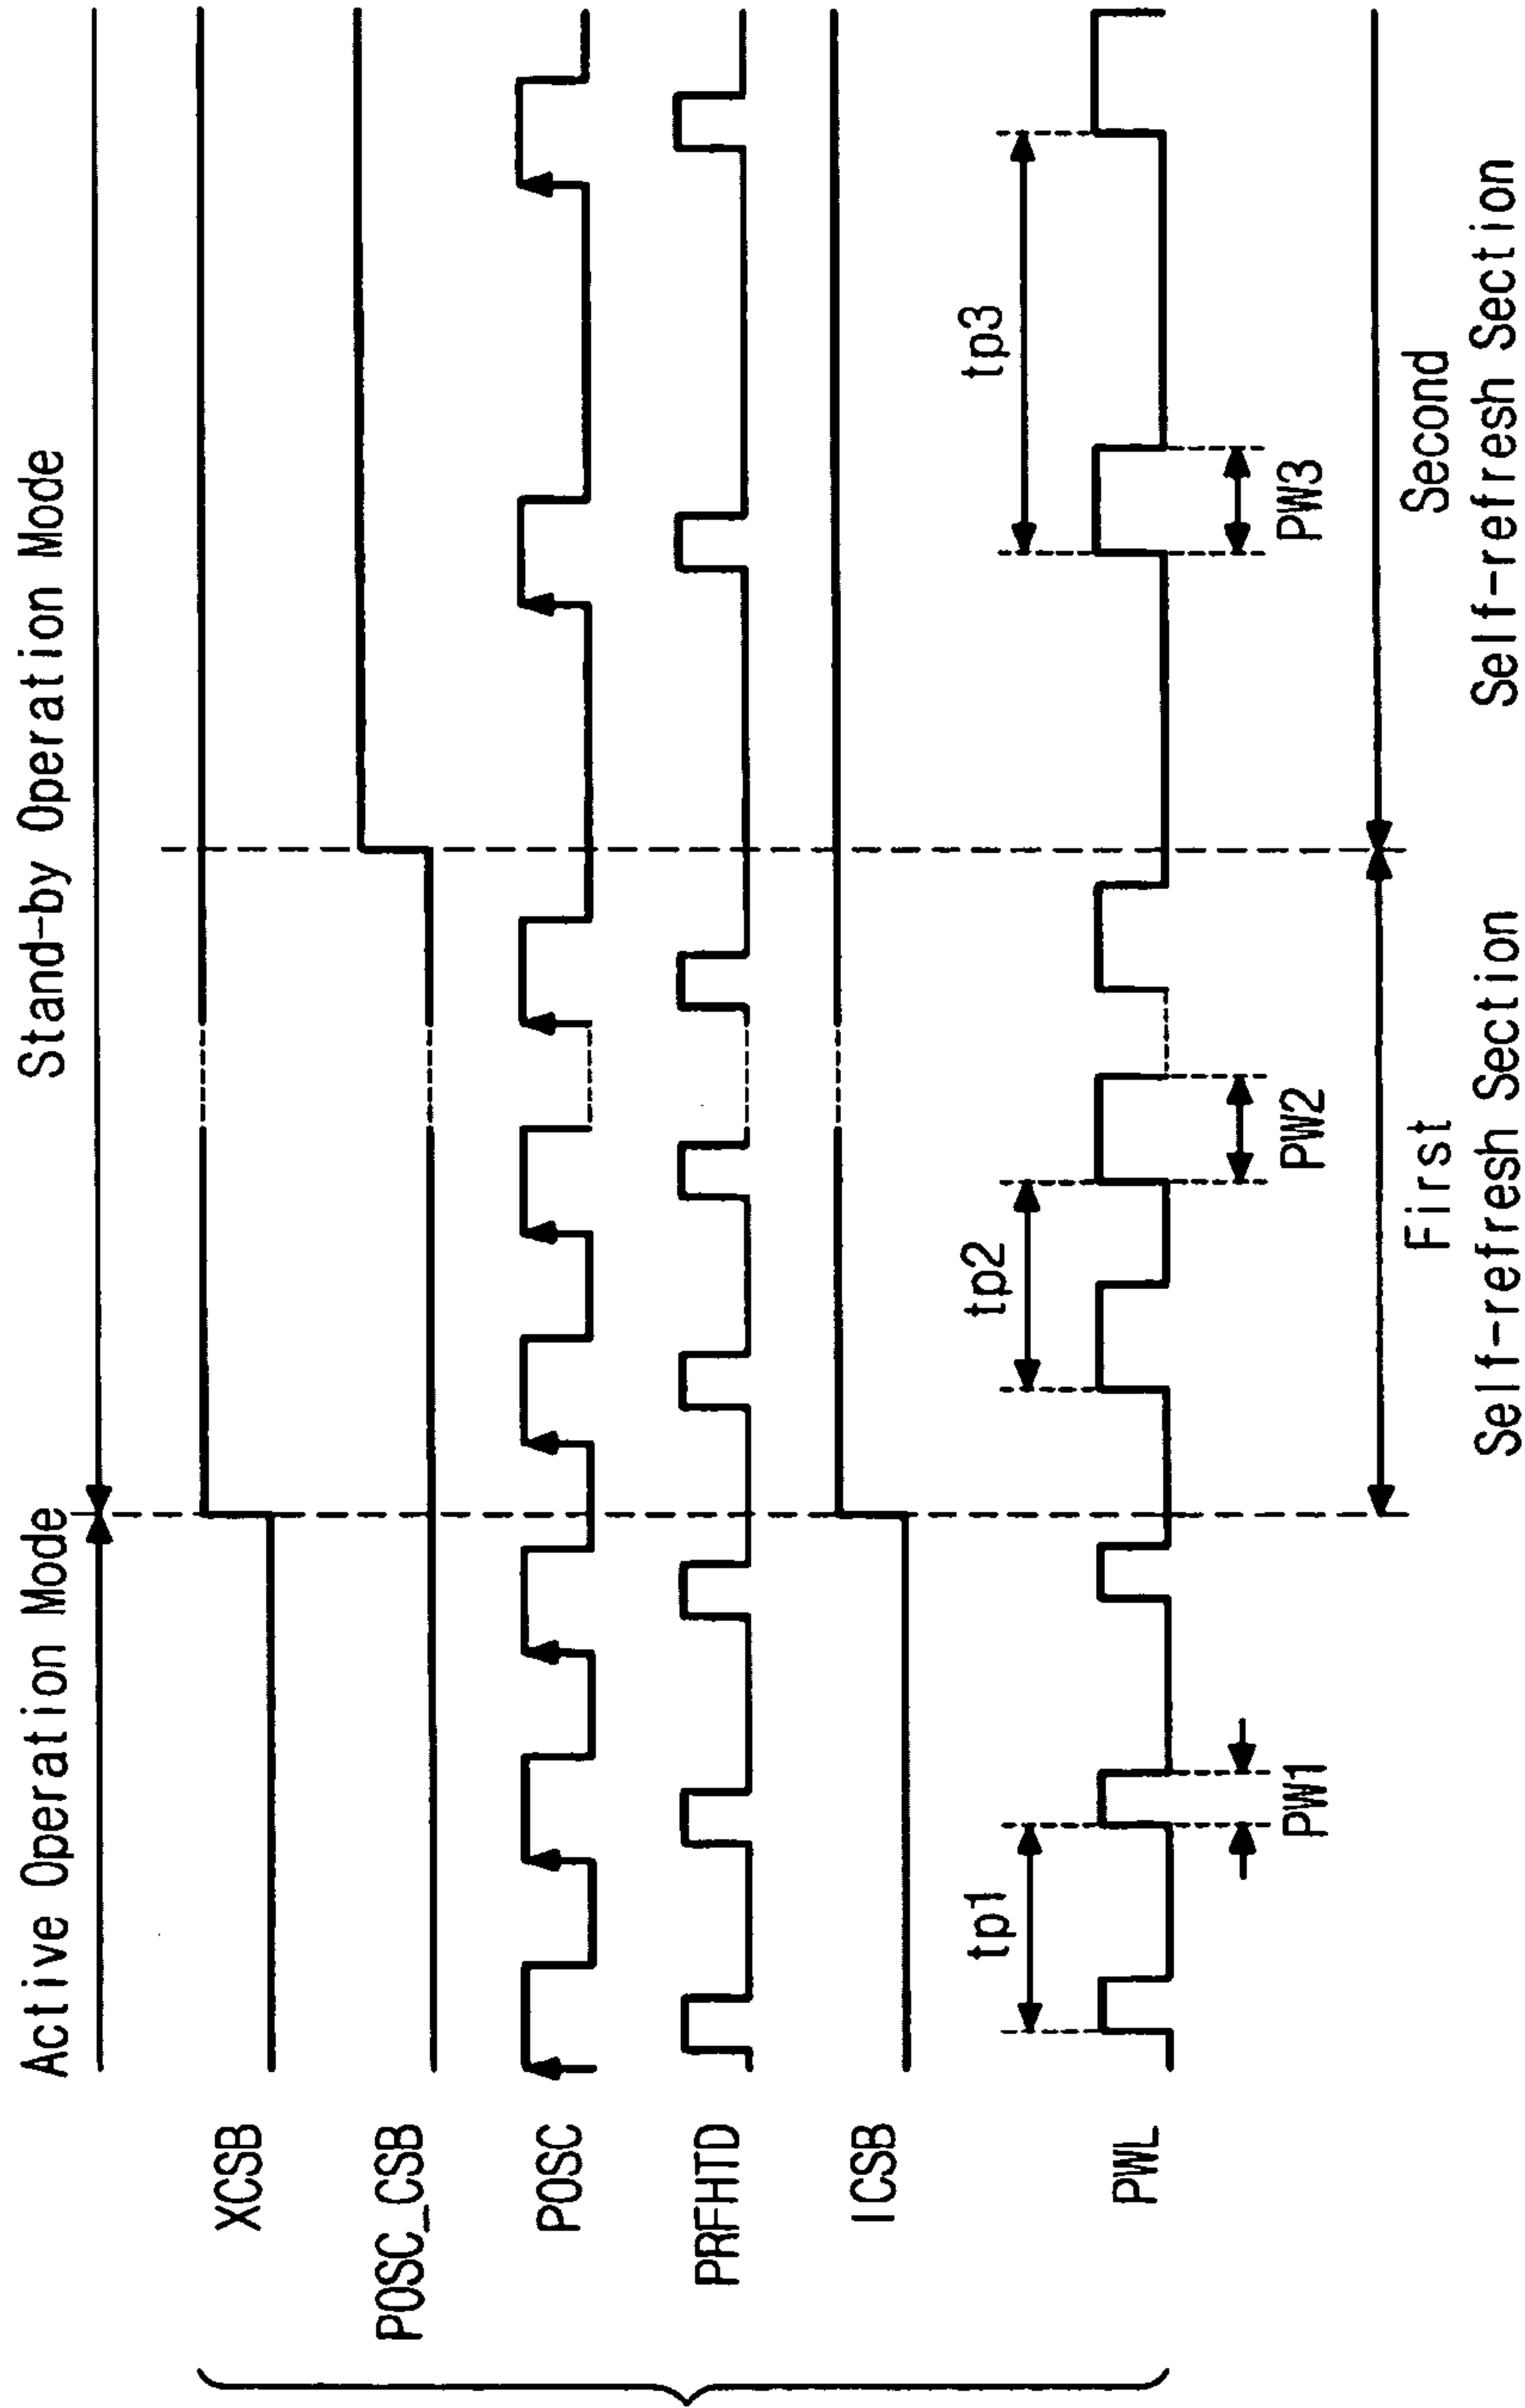 Active Operation Mode
Stand-by Operation Mode
XCSB
POSC_CSB
POSC
PRFHTD
ICSB
tp1
tp2
tp3
PWL
PW1
PW2
PW3
First
Self-refresh Section
Second
Self-refresh Section